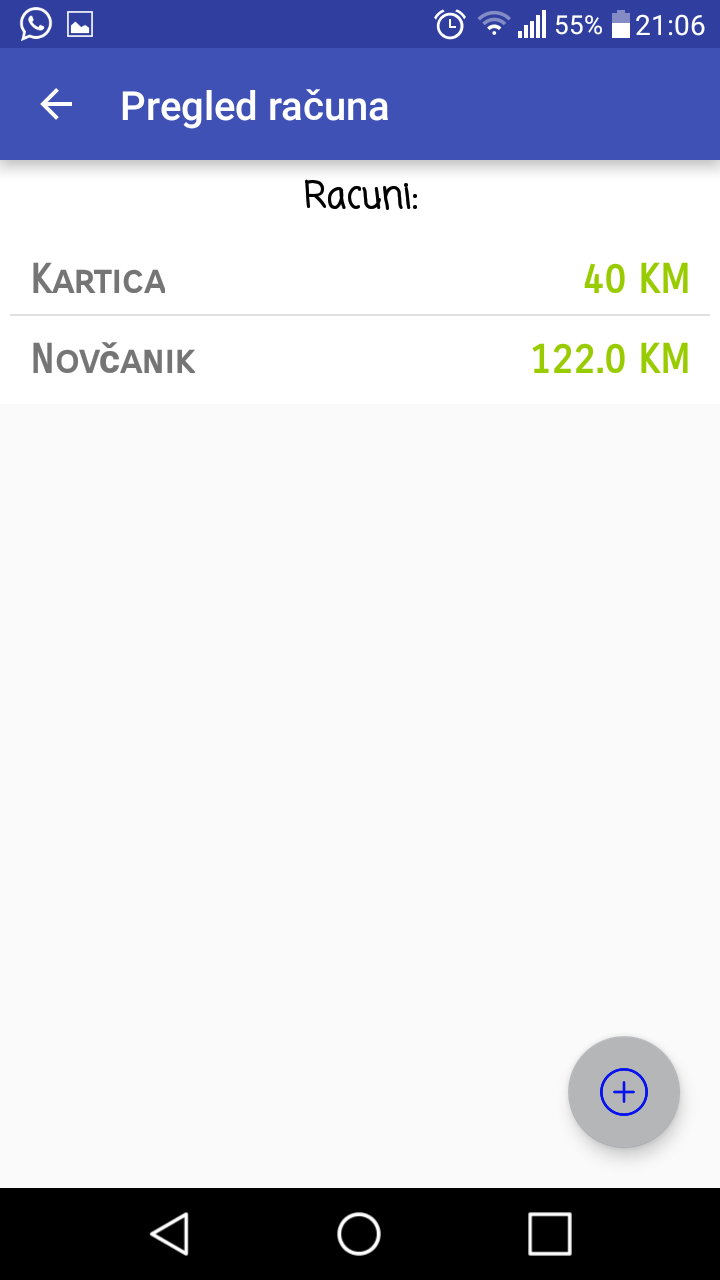 55% 21:06
Pregled računa
Racuni:
Kartica 40 KM
Novčanik 122.0 KM